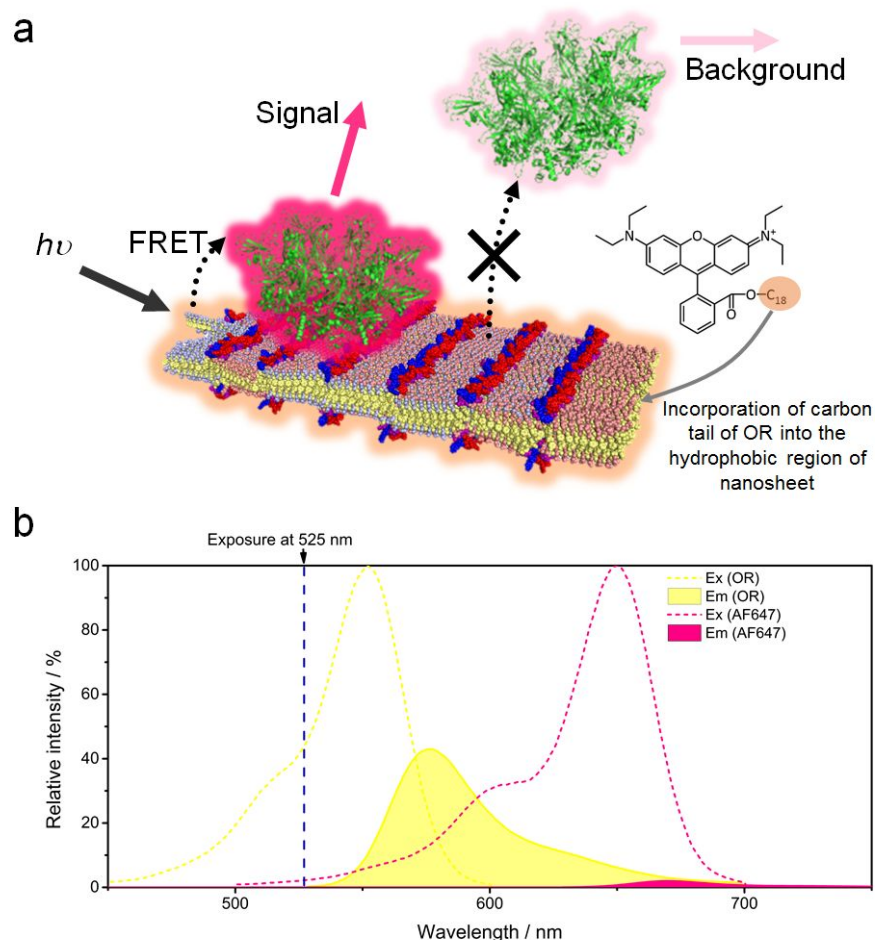 a
Signal
Background
hυ
FRET
N
O
N+
O
O
C18
Incorporation of carbon
tail of OR into the
hydrophobic region of
nanosheet
b
Exposure at 525 nm
Ex (OR)
Em (OR)
Ex (AF647)
Em (AF647)
100
80
60
40
20
0
Relative intensity / %
500
600
700
Wavelength / nm